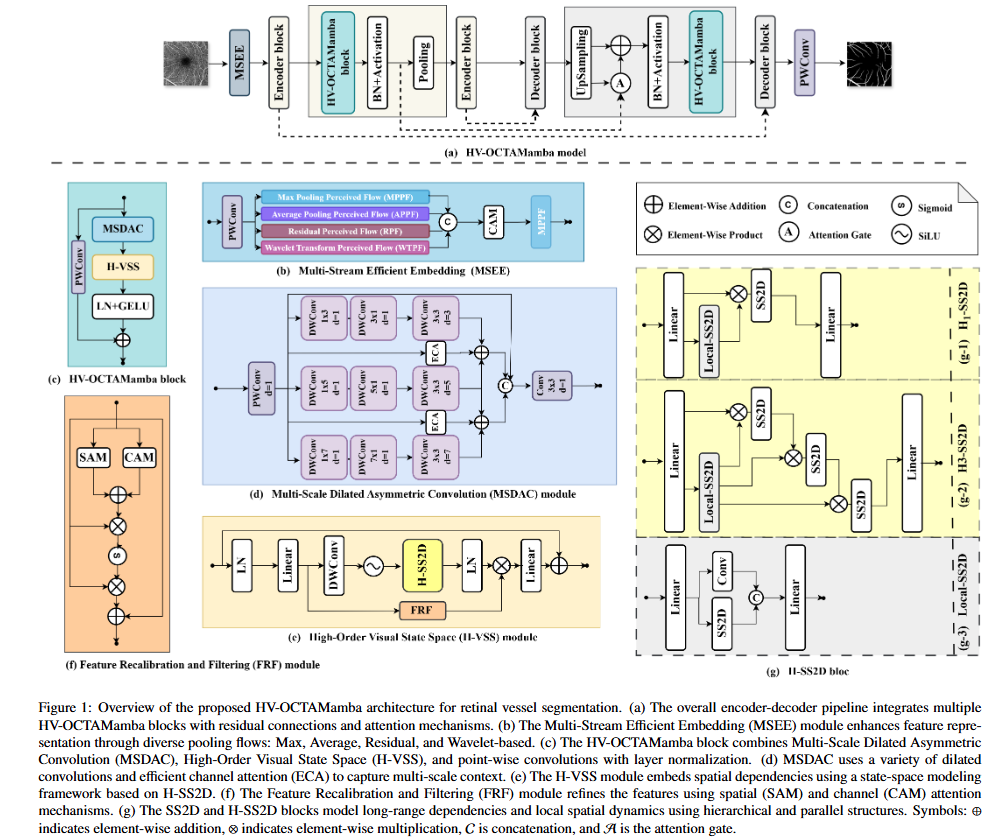 MSEE
Encoder block
HV-OCTAMamba
block
BN+Activation
Pooling
Encoder block
Decoder block
UpSampling
A
BN+Activation
HV-OCTAMamba
block
Decoder block
PWConv
(a) HV-OCTAMamba model
MSDAC
PWConv
H-VSS
LN+GELU
(c) HV-OCTAMamba block
PWConv
Max Pooling Perceived Flow (MPPF)
Average Pooling Perceived Flow (APPF)
Residual Perceived Flow (RPF)
Wavelet Transform Perceived Flow (WTPF)
C
CAM
MPPF
(b) Multi-Stream Efficient Embedding (MSEE)
Element-Wise Addition
C Concatenation
S Sigmoid
Element-Wise Product
A Attention Gate
SiLU
PWConv
d=1
DWConv
1x3
d=1
DWConv
3x1
d=1
DWConv
3x3
d=3
ECA
DWConv
1x5
d=1
DWConv
5x1
d=1
DWConv
3x3
d=5
ECA
DWConv
1x7
d=1
DWConv
7x1
d=1
DWConv
3x3
d=7
C
Conv
3x3
d=1
(d) Multi-Scale Dilated Asymmetric Convolution (MSDAC) module
SAM
CAM
S
(f) Feature Recalibration and Filtering (FRF) module
LN
Linear
DWConv
H-SS2D
LN
Linear
FRF
(e) High-Order Visual State Space (H-VSS) module
Linear
Local-SS2D
SS2D
Linear
(g-1) H1-SS2D
Linear
Local-SS2D
SS2D
SS2D
SS2D
Linear
(g-2) H3-SS2D
Linear
Conv
SS2D
C
Linear
(g-3) Local-SS2D
(g) H-SS2D bloc
Figure 1: Overview of the proposed HV-OCTAMamba architecture for retinal vessel segmentation. (a) The overall encoder-decoder pipeline integrates multiple
HV-OCTAMamba blocks with residual connections and attention mechanisms. (b) The Multi-Stream Efficient Embedding (MSEE) module enhances feature repre-
sentation through diverse pooling flows: Max, Average, Residual, and Wavelet-based. (c) The HV-OCTAMamba block combines Multi-Scale Dilated Asymmetric
Convolution (MSDAC), High-Order Visual State Space (H-VSS), and point-wise convolutions with layer normalization. (d) MSDAC uses a variety of dilated
convolutions and efficient channel attention (ECA) to capture multi-scale context. (e) The H-VSS module embeds spatial dependencies using a state-space modeling
framework based on H-SS2D. (f) The Feature Recalibration and Filtering (FRF) module refines the features using spatial (SAM) and channel (CAM) attention
mechanisms. (g) The SS2D and H-SS2D blocks model long-range dependencies and local spatial dynamics using hierarchical and parallel structures. Symbols: ⊕
indicates element-wise addition, ⊗ indicates element-wise multiplication, C is concatenation, and 𝒜 is the attention gate.